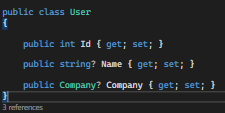 public class User
{
public int Id { get; set; }
public string? Name { get; set; }
public Company? Company { get; set; }
}
3 references